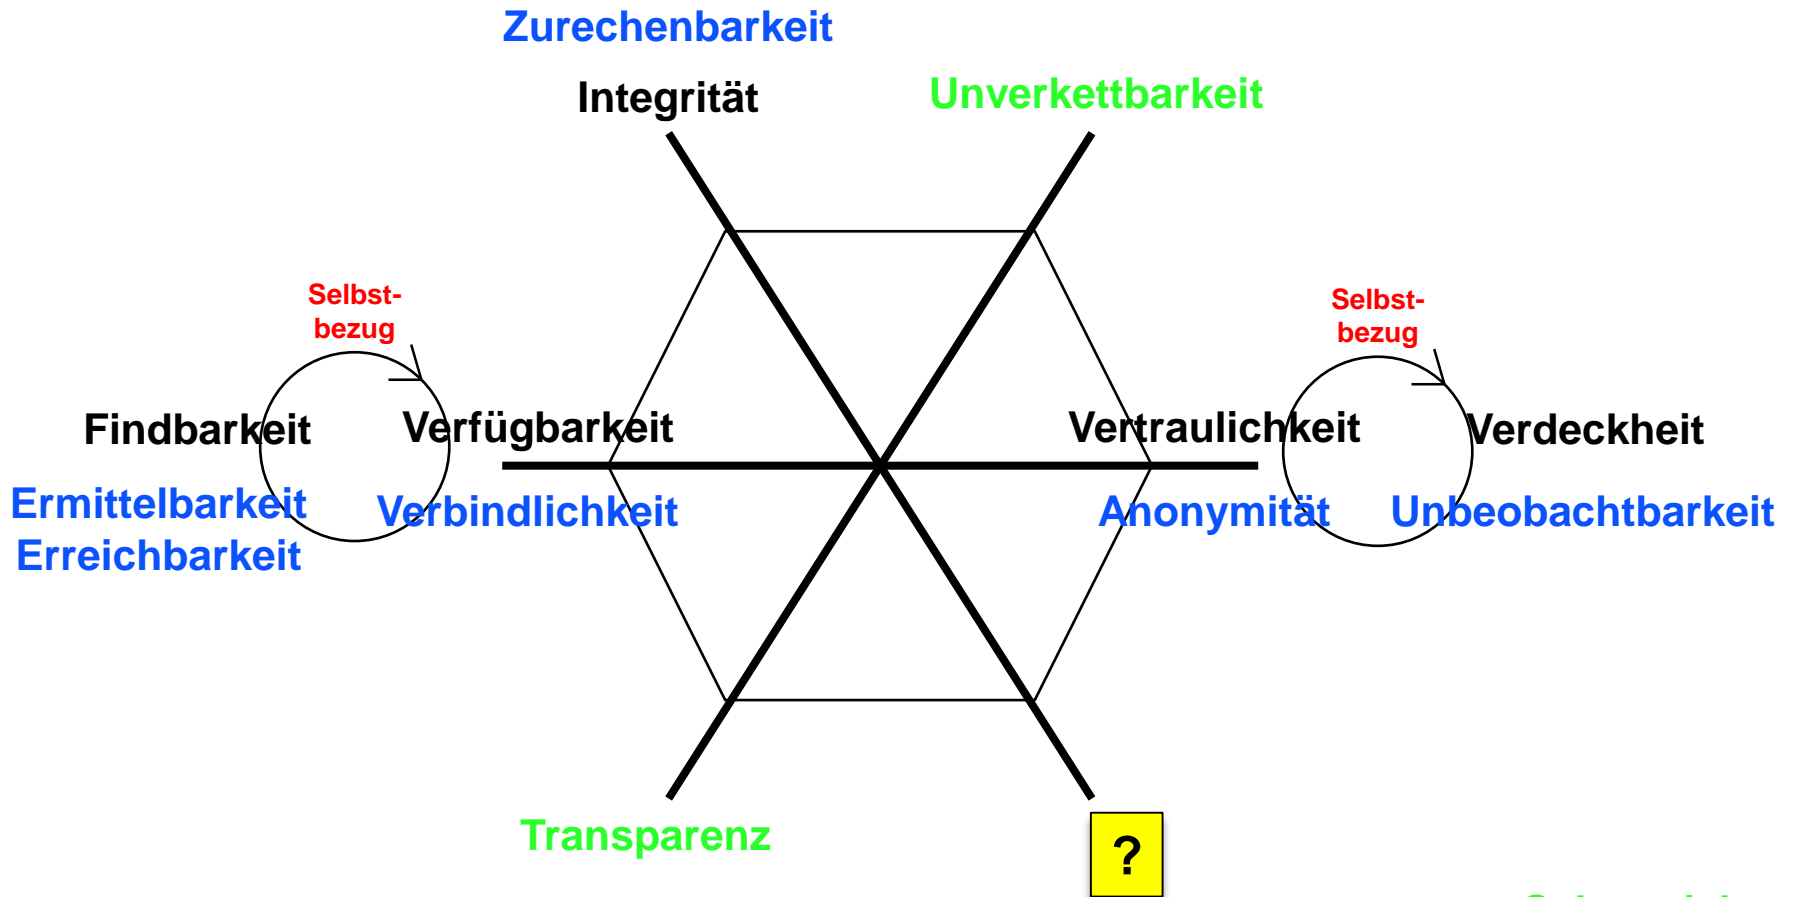 Zurechenbarkeit
Integrität
Unverkettbarkeit
Selbst-
bezug
Selbst-
bezug
Findbarkeit
Verfügbarkeit
Vertraulichkeit
Verdeckheit
Ermittelbarkeit
Erreichbarkeit
Verbindlichkeit
Anonymität
Unbeobachtbarkeit
Transparenz
?